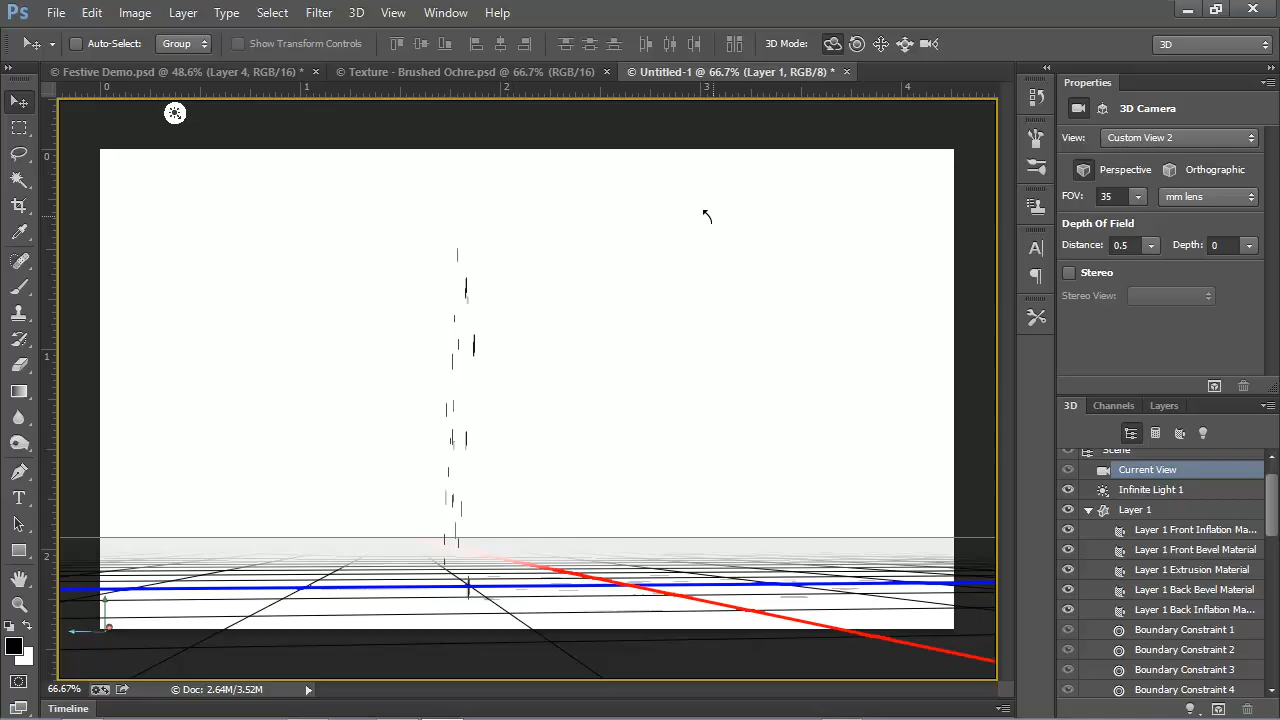 Ps File Edit Image Layer Type Select Filter 3D View Window Help
Auto-Select: Group Show Transform Controls 3D Mode: 3D
© Festive Demo.psd @ 48.6% (Layer 4, RGB/16) * × © Texture - Brushed Ochre.psd @ 66.7% (RGB/16) × © Untitled-1 @ 66.7% (Layer 1, RGB/8) * ×
0 1 2 3 4
0
1
2
Properties
3D Camera
View: Custom View 2
Perspective Orthographic
FOV: 35 mm lens
Depth Of Field
Distance: 0.5 Depth: 0
Stereo
Stereo View:
3D Channels Layers
Scene
Current View
Infinite Light 1
Layer 1
Layer 1 Front Inflation Ma...
Layer 1 Front Bevel Material
Layer 1 Extrusion Material
Layer 1 Back Bevel Material
Layer 1 Back Inflation Ma...
Boundary Constraint 1
Boundary Constraint 2
Boundary Constraint 3
Boundary Constraint 4
66.67% © Doc: 2.64M/3.52M
Timeline